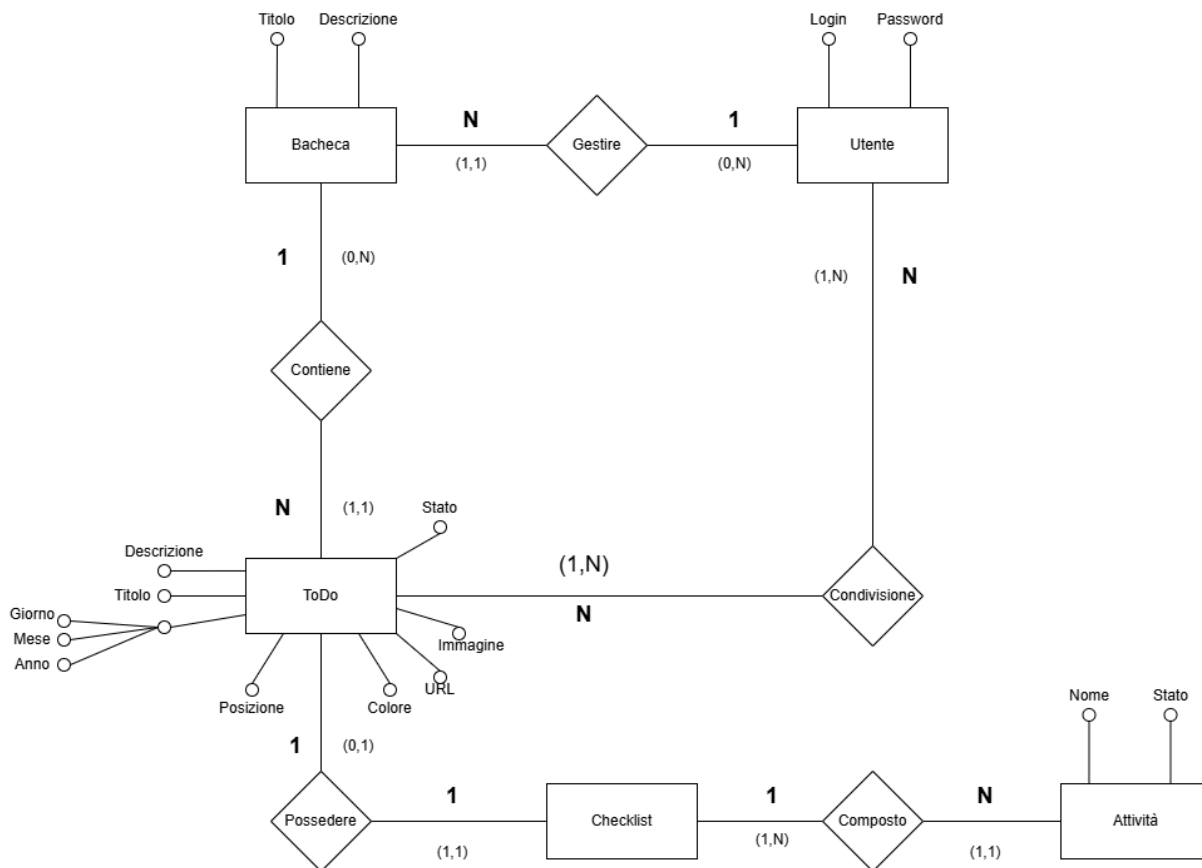 Titolo Descrizione
Login Password
N
1
Bacheca
Gestire
Utente
(1,1)
(0,N)
1
(0,N)
(1,N)
N
Contiene
N
(1,1)
Stato
Descrizione
(1,N)
Titolo
ToDo
Condivisione
N
Giorno
Mese
Anno
Immagine
URL
Posizione
Colore
Nome
Stato
1
(0,1)
1
1
N
Possedere
Checklist
Composto
Attività
(1,1)
(1,N)
(1,1)